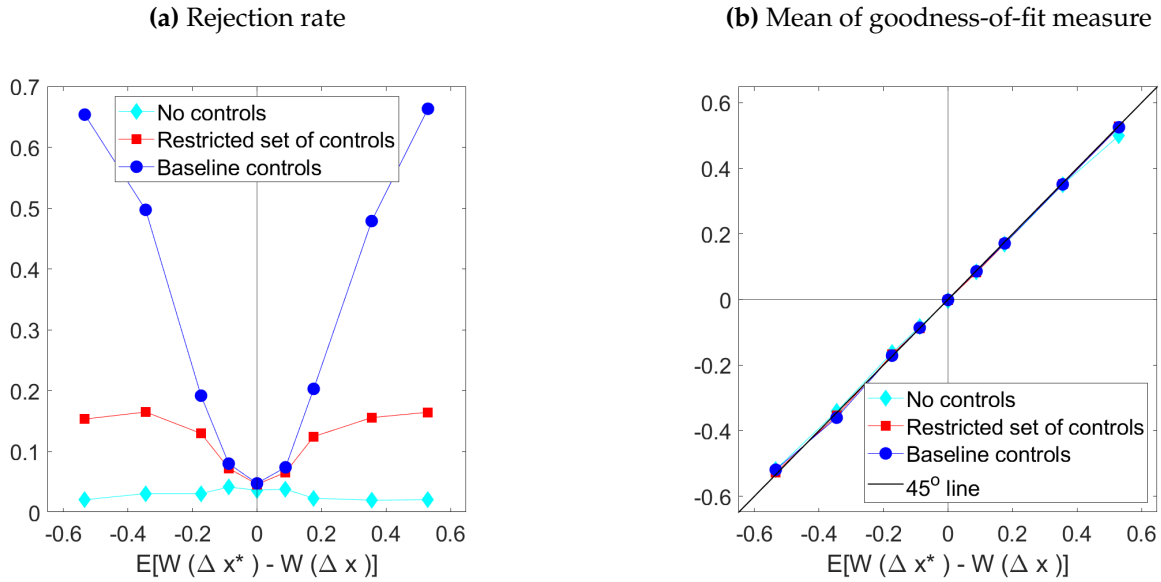 (a) Rejection rate
0.7
0.6
0.5
0.4
0.3
0.2
0.1
0
No controls
Restricted set of controls
Baseline controls
-0.6 -0.4 -0.2 0 0.2 0.4 0.6
E[W (Δ x* ) - W (Δ x )]
(b) Mean of goodness-of-fit measure
0.6
0.4
0.2
0
-0.2
-0.4
-0.6
No controls
Restricted set of controls
Baseline controls
45° line
-0.6 -0.4 -0.2 0 0.2 0.4 0.6
E[W (Δ x* ) - W (Δ x )]